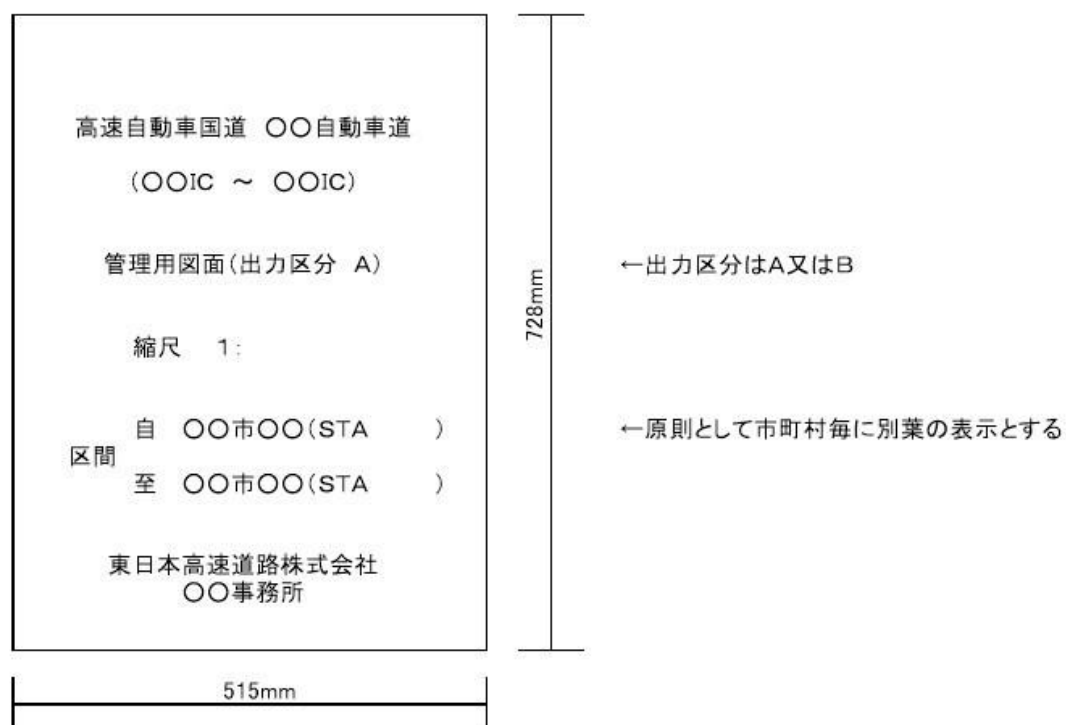 高速自動車国道 〇〇自動車道
(〇〇IC ～ 〇〇IC)
管理用図面(出力区分 A)
←出力区分はA又はB
縮尺 1:
区間
自 〇〇市〇〇(STA )
←原則として市町村毎に別葉の表示とする
至 〇〇市〇〇(STA )
東日本高速道路株式会社
〇〇事務所
728mm
515mm